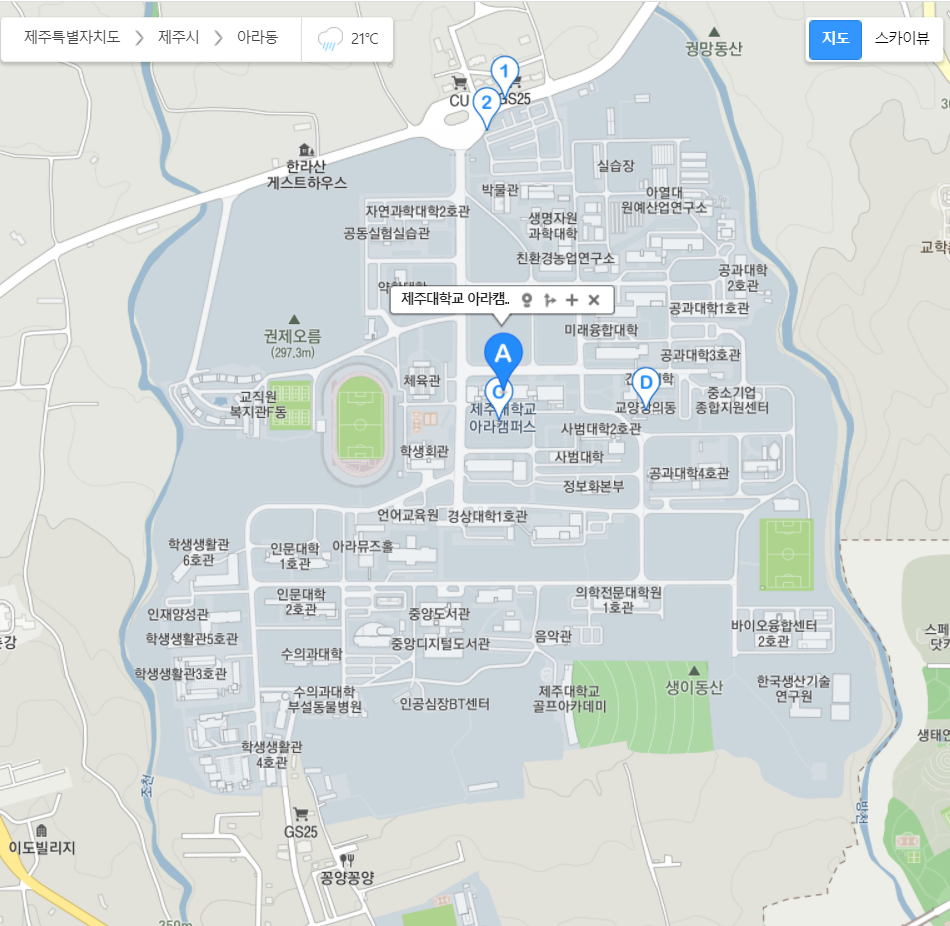 제주특별자치도 > 제주시 > 아라동
21℃
지도
스카이뷰
궝망동산
1
CU
2
GS25
한라산
게스트하우스
실습장
박물관
아열대
원예산업연구소
자연과학대학2호관
생명자원
과학대학
공동실험실습관
교학
친환경농업연구소
공과대학
2호관
제주대학교 아라캠..
공과대학1호관
권제오름
(297.3m)
미래융합대학
A
공과대학3호관
체육관
D
C
교직원
복지관F동
중소기업
종합지원센터
교양강의동
제주대학교
아라캠퍼스
사범대학2호관
학생회관
사범대학
공과대학4호관
정보화본부
언어교육원
경상대학1호관
학생생활관
6호관
인문대학
1호관
아라뮤즈홀
인문대학
2호관
의학전문대학원
1호관
인재양성관
중앙도서관
바이오융합센터
2호관
학생생활관5호관
음악관
중앙디지털도서관
수의과대학
학생생활관3호관
생이동산
한국생산기술
연구원
수의과대학
부설동물병원
인공심장BT센터
제주대학교
골프아카데미
학생생활관
4호관
조천
GS25
이도빌리지
꽁양꽁양